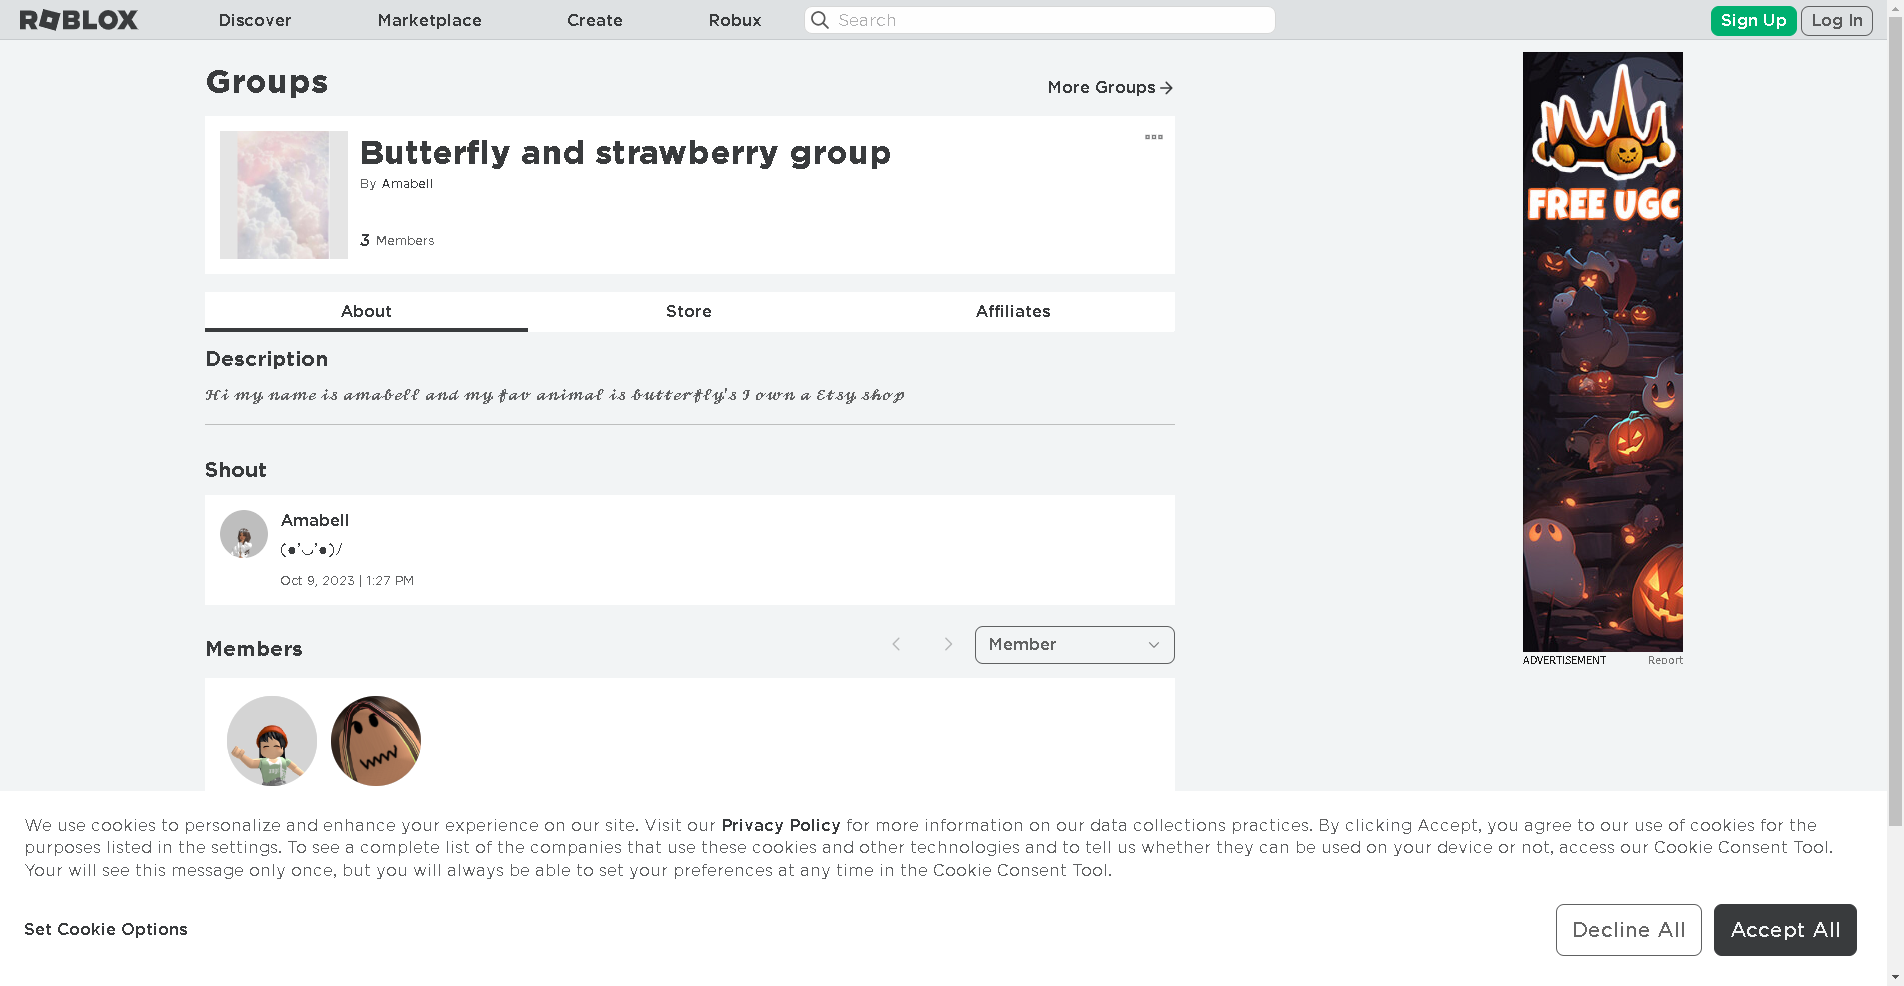 ROBLOX Discover Marketplace Create Robux Search Sign Up Log In
Groups
More Groups
Butterfly and strawberry group
By Amabell
3 Members
About Store Affiliates
Description
𝓗𝓲 𝓶𝔂 𝓷𝓪𝓶𝓮 𝓲𝓼 𝓪𝓶𝓪𝓫𝓮𝓵𝓵 𝓪𝓷𝓭 𝓶𝔂 𝓯𝓪𝓿 𝓪𝓷𝓲𝓶𝓪𝓵 𝓲𝓼 𝓫𝓾𝓽𝓽𝓮𝓻𝓯𝓵𝔂'𝓼 𝓘 𝓸𝔀𝓷 𝓪 𝓔𝓽𝓼𝔂 𝓼𝓱𝓸𝓹
Shout
Amabell
(●’◡’●)/
Oct 9, 2023 | 1:27 PM
Members
Member
FREE UGC
ADVERTISEMENT Report
We use cookies to personalize and enhance your experience on our site. Visit our Privacy Policy for more information on our data collections practices. By clicking Accept, you agree to our use of cookies for the
purposes listed in the settings. To see a complete list of the companies that use these cookies and other technologies and to tell us whether they can be used on your device or not, access our Cookie Consent Tool.
Your will see this message only once, but you will always be able to set your preferences at any time in the Cookie Consent Tool.
Set Cookie Options
Decline All Accept All